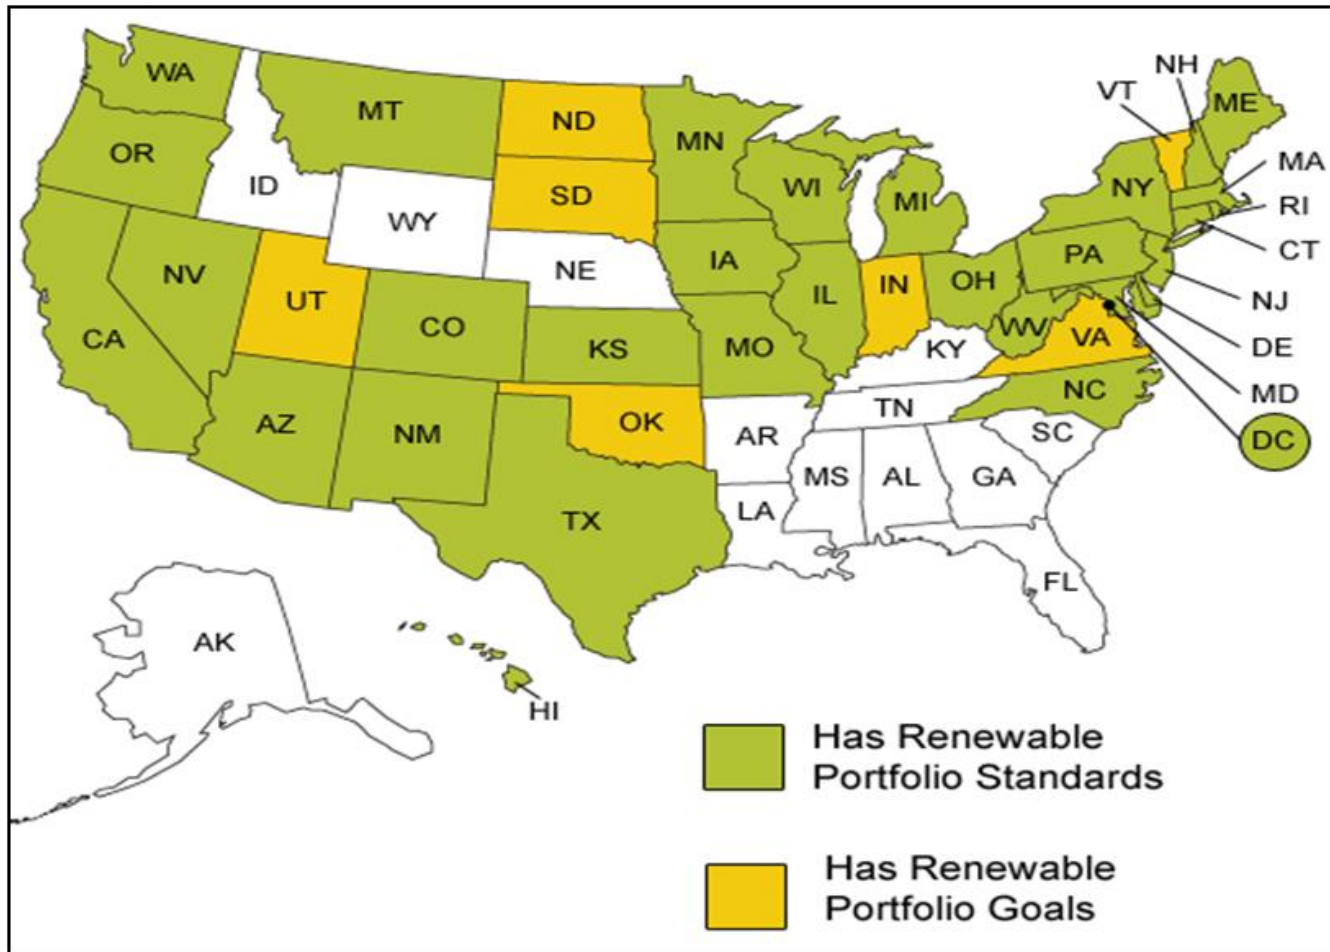 WA
MT
ND
MN
VT
NH
ME
OR
ID
SD
WI
MI
NY
MA
WY
RI
NV
NE
IA
PA
CT
UT
IL
IN
OH
NJ
CA
CO
KS
MO
KY
WV
VA
DE
AZ
NM
OK
AR
TN
NC
MD
SC
DC
TX
LA
MS
AL
GA
FL
AK
HI
Has Renewable
Portfolio Standards
Has Renewable
Portfolio Goals